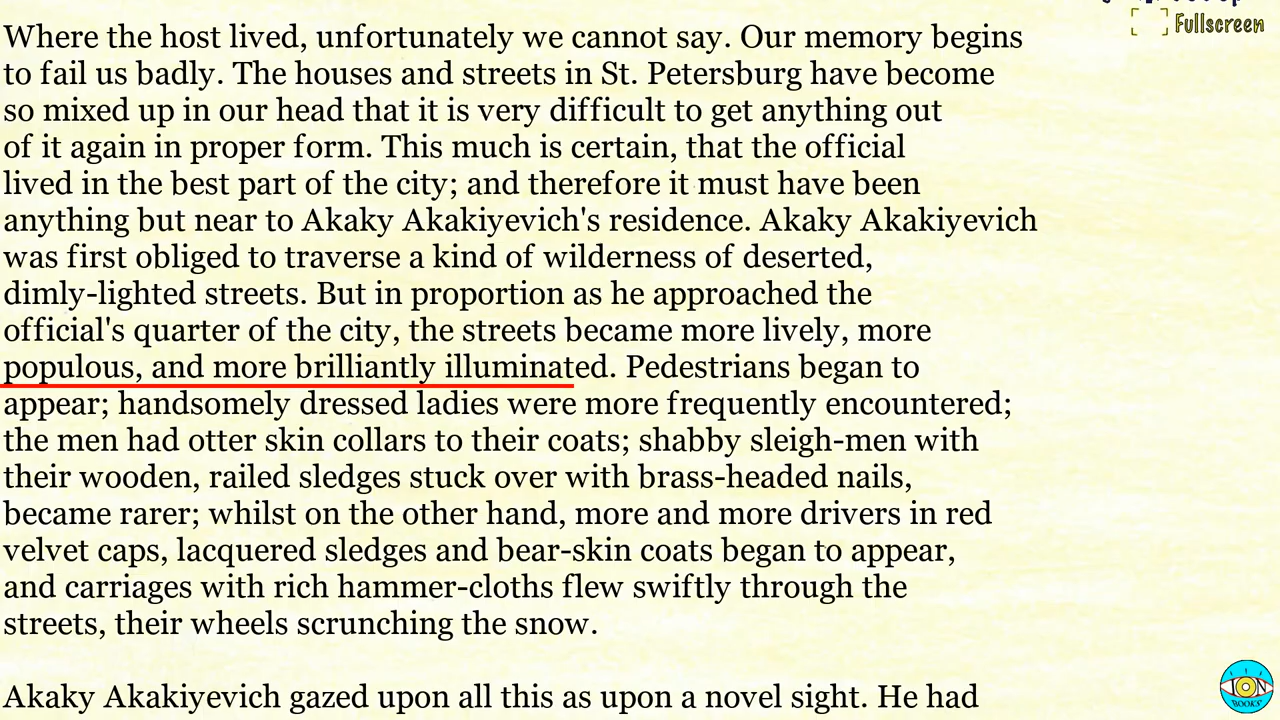 Fullscreen
Where the host lived, unfortunately we cannot say. Our memory begins
to fail us badly. The houses and streets in St. Petersburg have become
so mixed up in our head that it is very difficult to get anything out
of it again in proper form. This much is certain, that the official
lived in the best part of the city; and therefore it must have been
anything but near to Akaky Akakiyevich's residence. Akaky Akakiyevich
was first obliged to traverse a kind of wilderness of deserted,
dimly-lighted streets. But in proportion as he approached the
official's quarter of the city, the streets became more lively, more
populous, and more brilliantly illuminated. Pedestrians began to
appear; handsomely dressed ladies were more frequently encountered;
the men had otter skin collars to their coats; shabby sleigh-men with
their wooden, railed sledges stuck over with brass-headed nails,
became rarer; whilst on the other hand, more and more drivers in red
velvet caps, lacquered sledges and bear-skin coats began to appear,
and carriages with rich hammer-cloths flew swiftly through the
streets, their wheels scrunching the snow.
Akaky Akakiyevich gazed upon all this as upon a novel sight. He had
ION
BOOKS